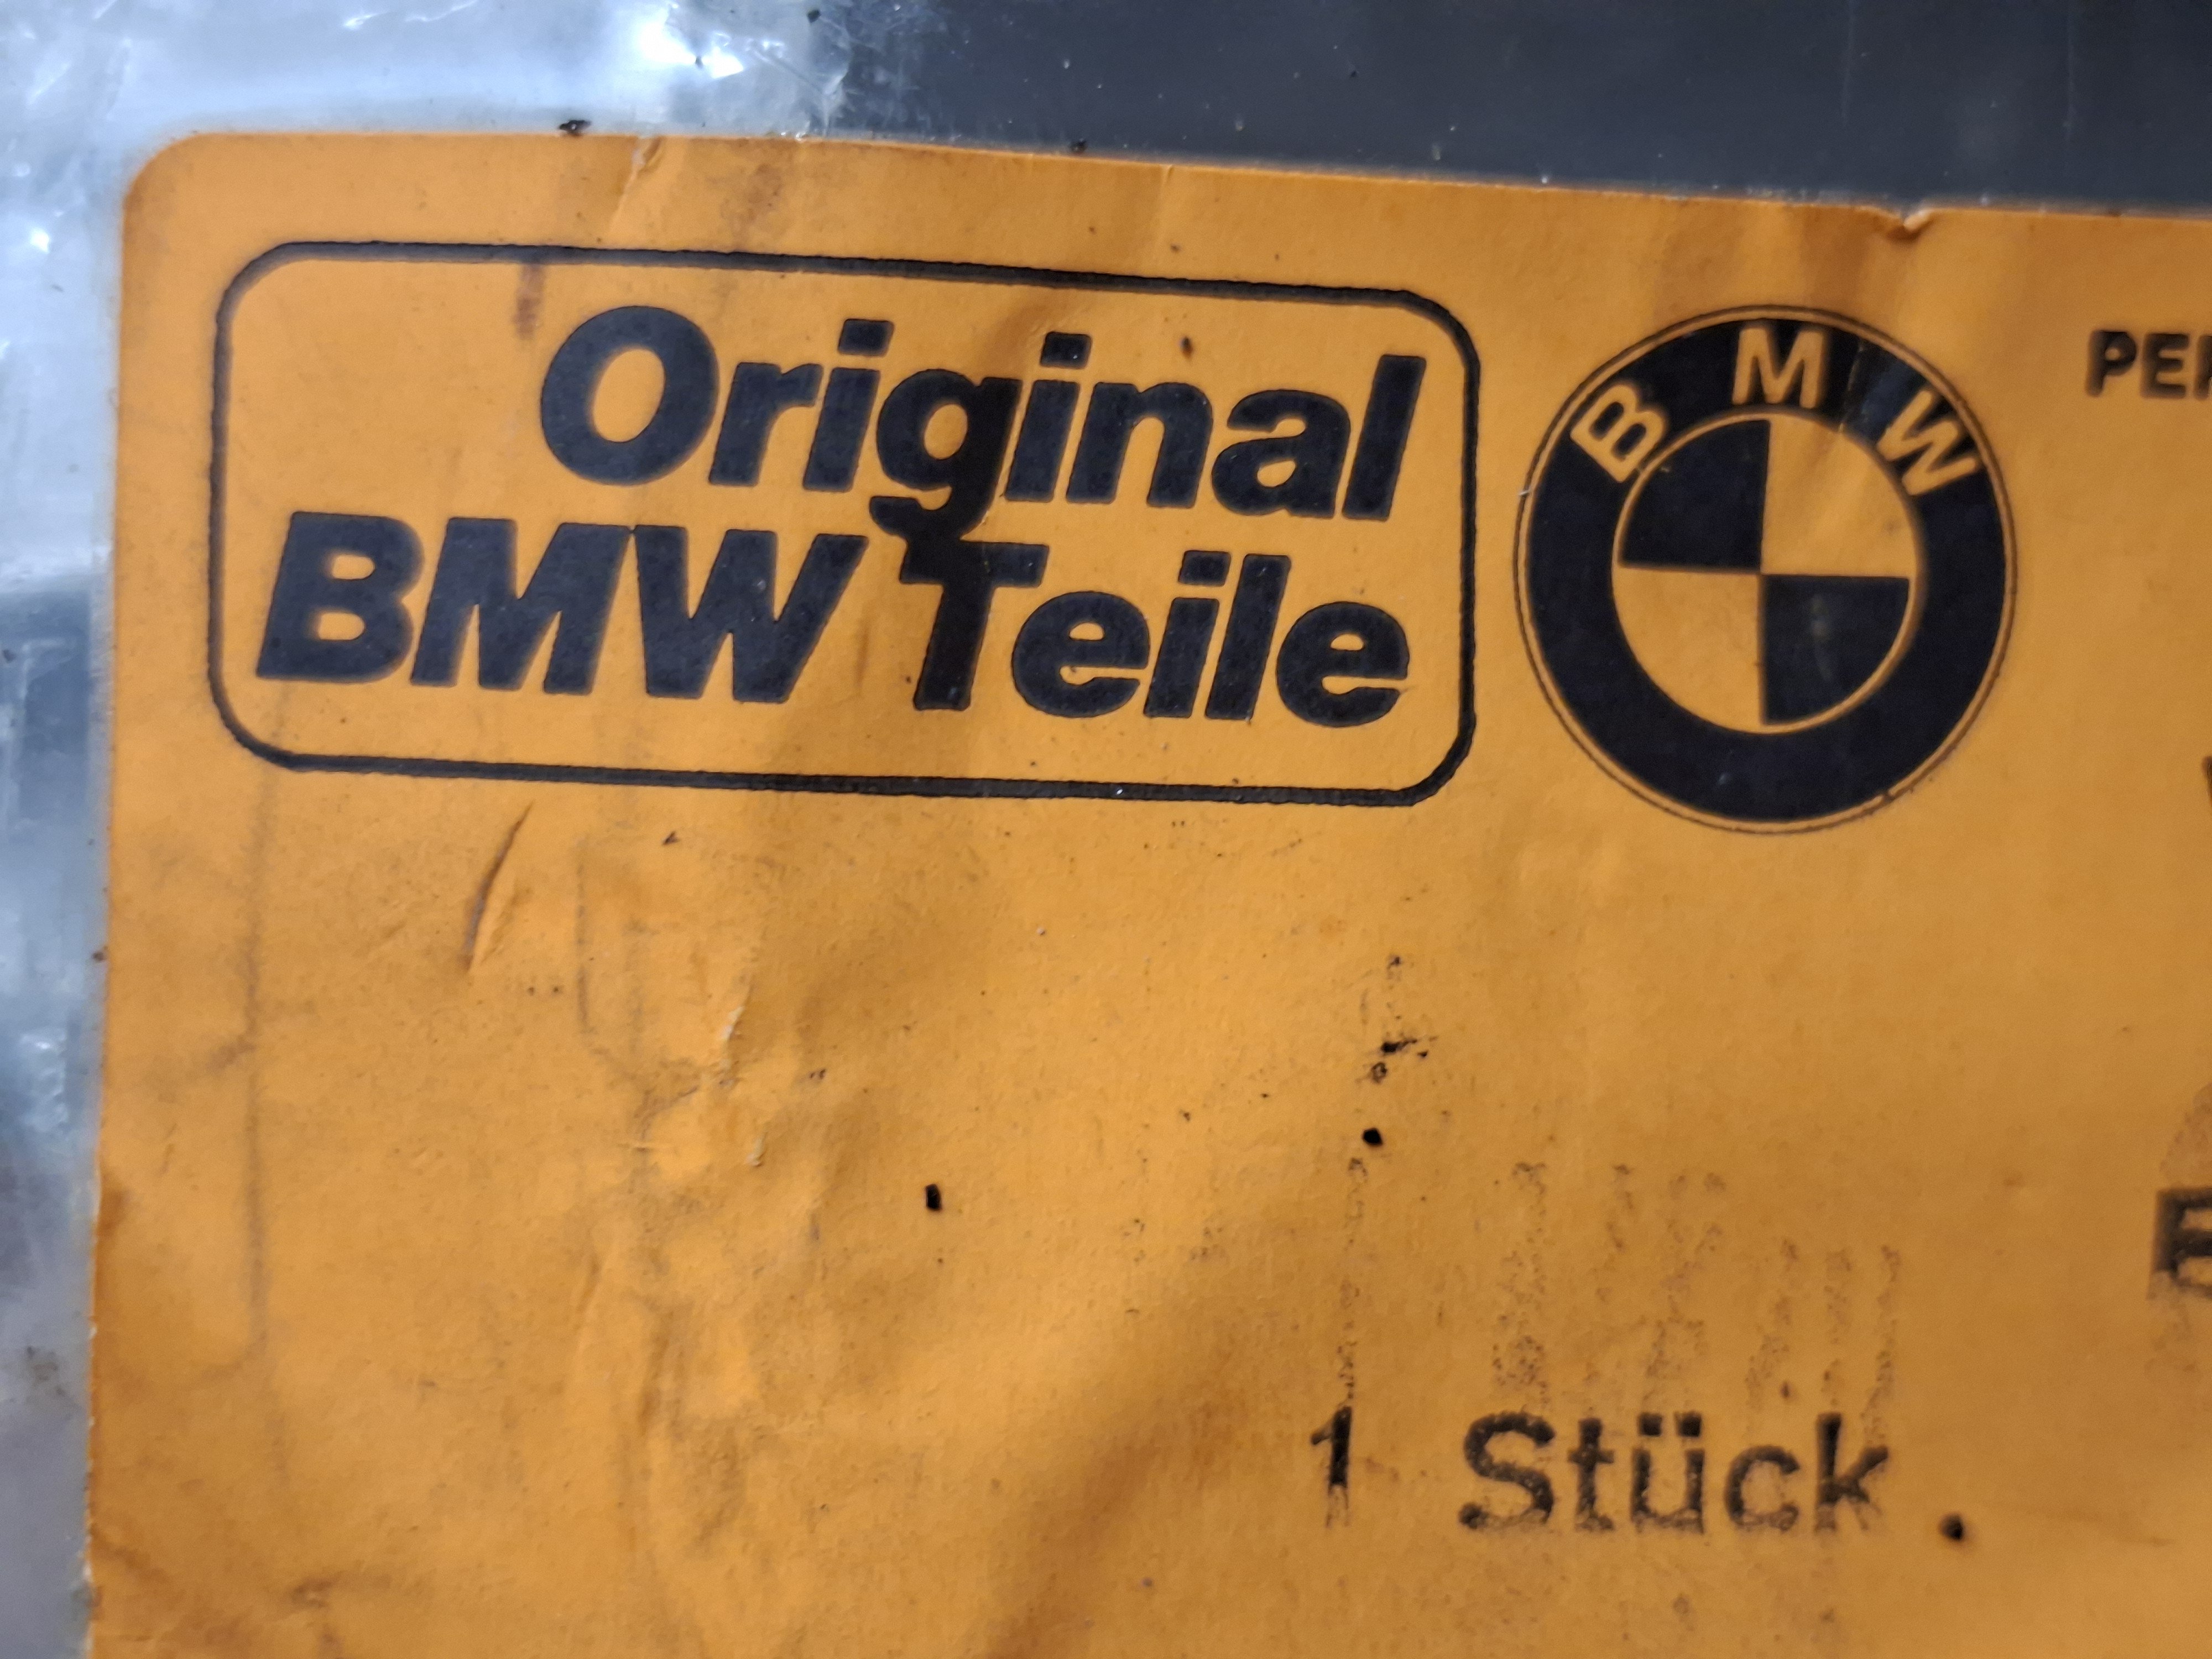 Original
BMW Teile
BMW
1 Stück